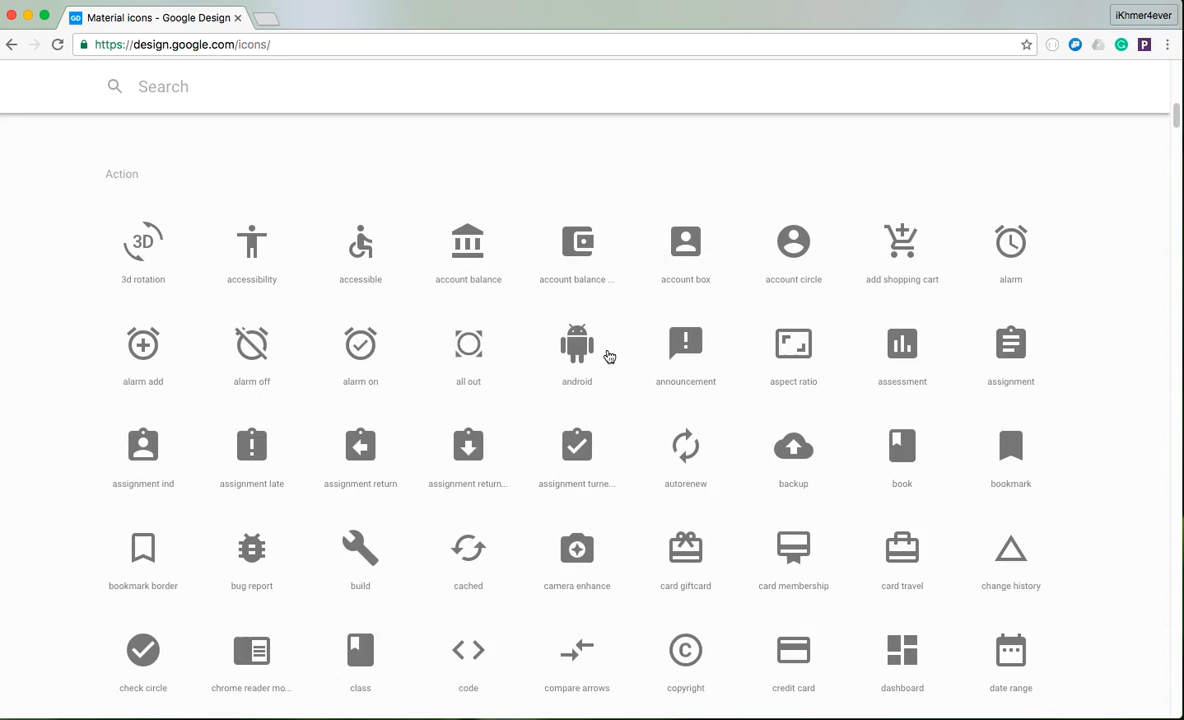 Material icons - Google Design
iKhmer4ever
https://design.google.com/icons/
Search
Action
3D
3d rotation accessibility accessible account balance account balance ... account box account circle add shopping cart alarm
alarm add alarm off alarm on all out android announcement aspect ratio assessment assignment
assignment ind assignment late assignment return assignment return... assignment turne... autorenew backup book bookmark
bookmark border bug report build cached camera enhance card giftcard card membership card travel change history
check circle chrome reader mo... class code compare arrows copyright credit card dashboard date range